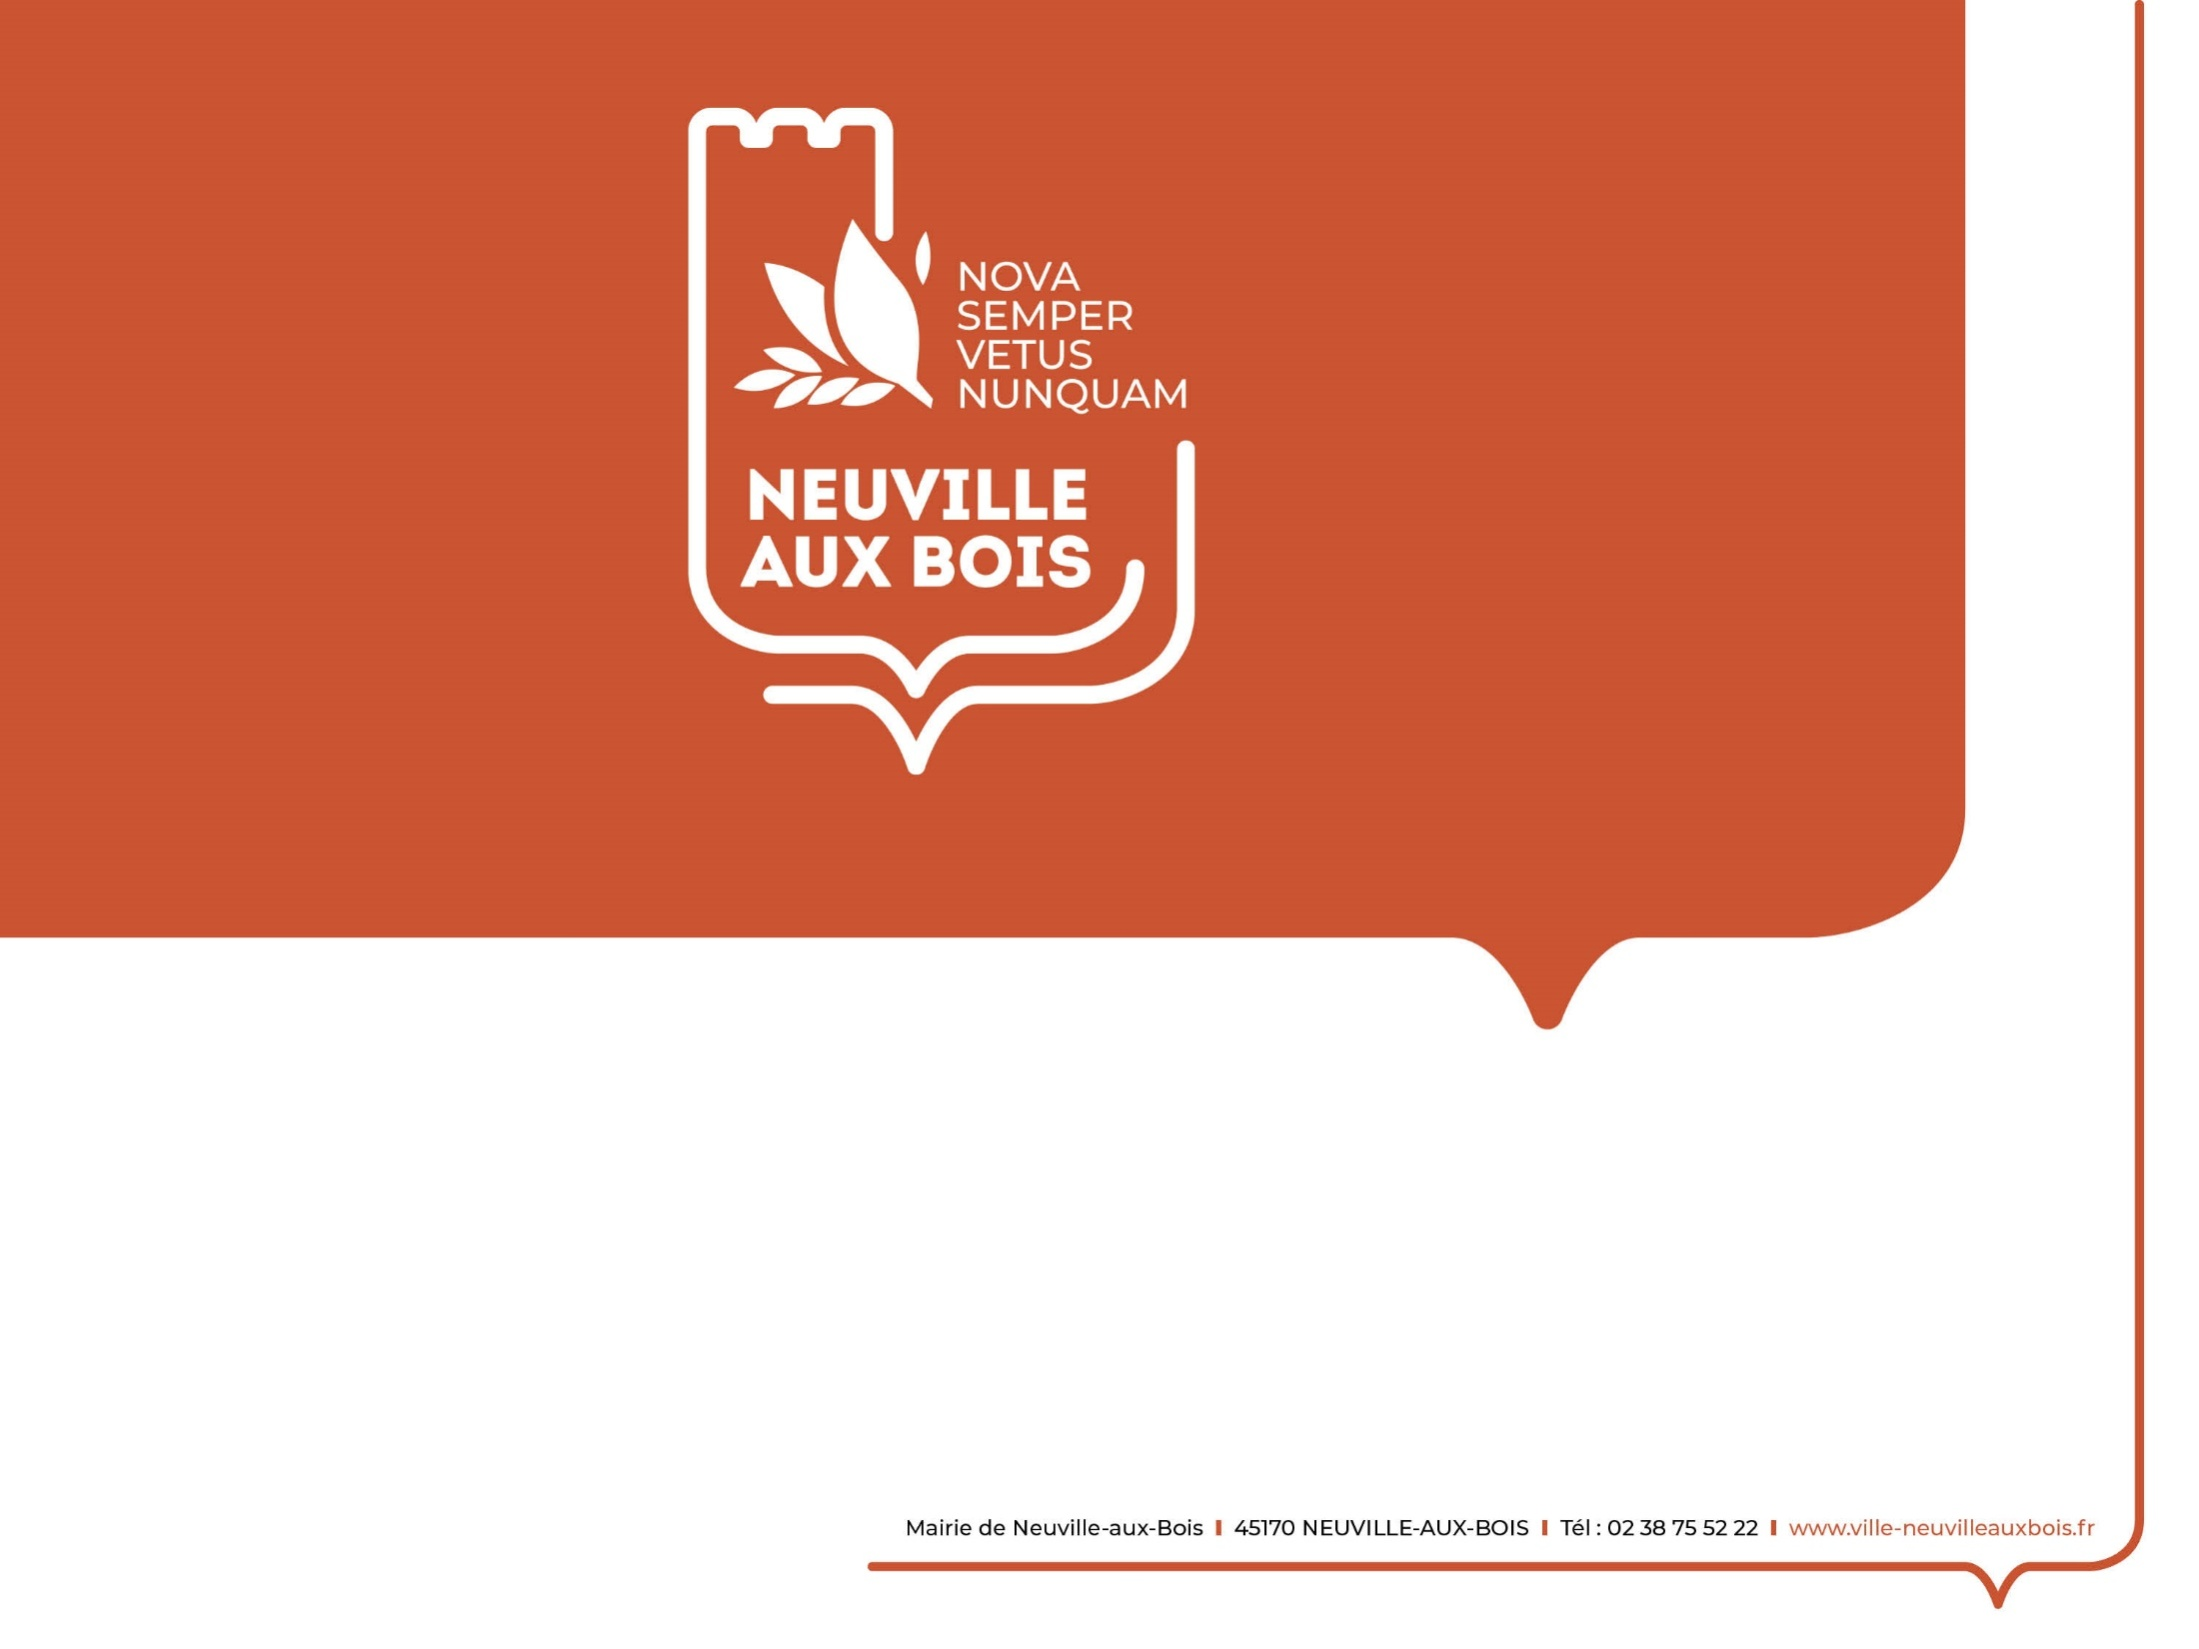 NOVA
SEMPER
VETUS
NUNQUAM
NEUVILLE
AUX BOIS
Mairie de Neuville-aux-Bois I 45170 NEUVILLE-AUX-BOIS I Tél : 02 38 75 52 22 I www.ville-neuvilleauxbois.fr